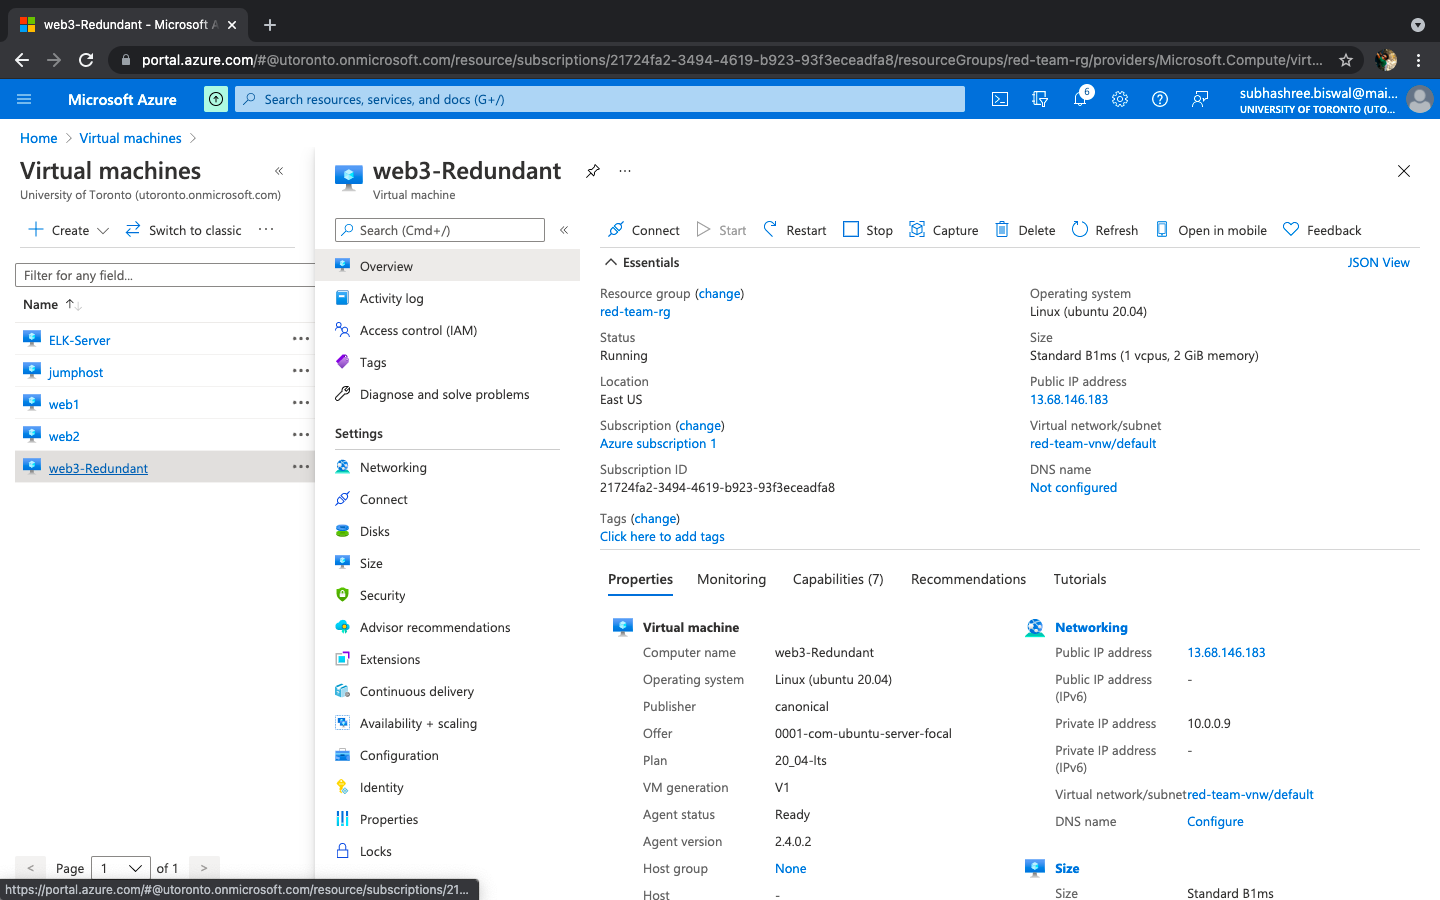 web3-Redundant - Microsoft A
portal.azure.com/#@utoronto.onmicrosoft.com/resource/subscriptions/21724fa2-3494-4619-b923-93f3eceadfa8/resourceGroups/red-team-rg/providers/Microsoft.Compute/virt...
Microsoft Azure
Search resources, services, and docs (G+/)
6
subhashree.biswal@mai...
UNIVERSITY OF TORONTO (UTO...
Home > Virtual machines >
Virtual machines
«
University of Toronto (utoronto.onmicrosoft.com)
+ Create
Switch to classic
...
Filter for any field...
Name ↑↓
ELK-Server
jumphost
web1
web2
web3-Redundant
< Page 1 of 1 >
https://portal.azure.com/#@utoronto.onmicrosoft.com/resource/subscriptions/21...
web3-Redundant
...
Virtual machine
Search (Cmd+/)
«
Overview
Activity log
Access control (IAM)
Tags
Diagnose and solve problems
Settings
Networking
Connect
Disks
Size
Security
Advisor recommendations
Extensions
Continuous delivery
Availability + scaling
Configuration
Identity
Properties
Locks
Connect
Start
Restart
Stop
Capture
Delete
Refresh
Open in mobile
Feedback
Essentials
JSON View
Resource group (change)
red-team-rg
Status
Running
Location
East US
Subscription (change)
Azure subscription 1
Subscription ID
21724fa2-3494-4619-b923-93f3eceadfa8
Tags (change)
Click here to add tags
Operating system
Linux (ubuntu 20.04)
Size
Standard B1ms (1 vcpus, 2 GiB memory)
Public IP address
13.68.146.183
Virtual network/subnet
red-team-vnw/default
DNS name
Not configured
Properties
Monitoring
Capabilities (7)
Recommendations
Tutorials
Virtual machine
Computer name web3-Redundant
Operating system Linux (ubuntu 20.04)
Publisher canonical
Offer 0001-com-ubuntu-server-focal
Plan 20_04-lts
VM generation V1
Agent status Ready
Agent version 2.4.0.2
Host group None
Host -
Networking
Public IP address 13.68.146.183
Public IP address (IPv6) -
Private IP address 10.0.0.9
Private IP address (IPv6) -
Virtual network/subnet red-team-vnw/default
DNS name Configure
Size
Size Standard B1ms